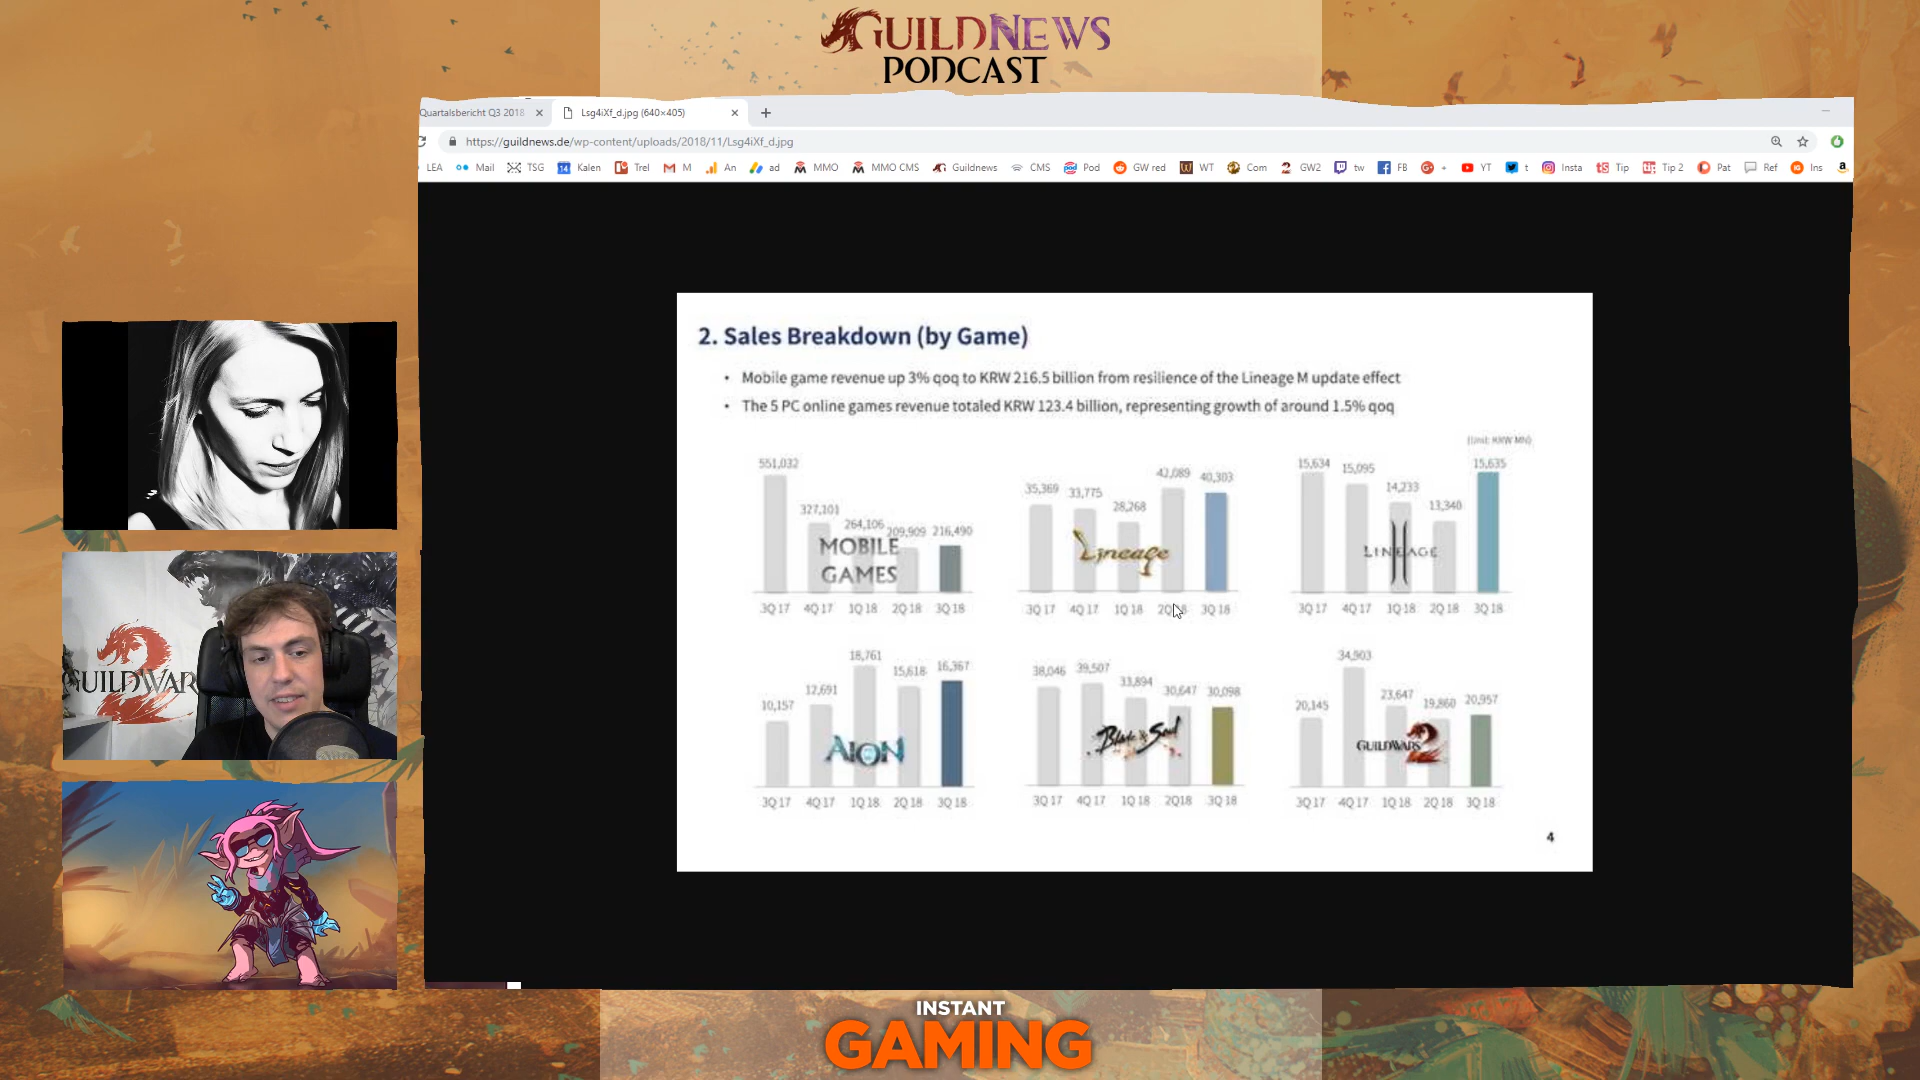 GUILDNEWS
PODCAST
Quartalsbericht Q3 2018
Lsg4iXf_d.jpg (640×405)
https://guildnews.de/wp-content/uploads/2018/11/Lsg4iXf_d.jpg
LEA Mail TSG Kalen Trel M An ad MMO MMO CMS Guildnews CMS Pod GW red WT Com GW2 tw FB YT t Insta Tip Tip 2 Pat Ref Ins
2. Sales Breakdown (by Game)
• Mobile game revenue up 3% qoq to KRW 216.5 billion from resilience of the Lineage M update effect
• The 5 PC online games revenue totaled KRW 123.4 billion, representing growth of around 1.5% qoq
(Unit: KRW MN)
551,032 327,101 264,106 209,909 216,490
MOBILE
GAMES
3Q 17 4Q 17 1Q 18 2Q 18 3Q 18
35,369 33,775 28,268 42,089 40,303
Lineage
3Q 17 4Q 17 1Q 18 3Q 18
15,634 15,095 14,233 13,340 15,635
LINEAGE II
3Q 17 4Q 17 1Q 18 2Q 18 3Q 18
10,157 12,691 18,761 15,618 16,367
AION
3Q 17 4Q 17 1Q 18 2Q 18 3Q 18
38,046 39,507 33,894 30,647 30,098
Blade & Soul
3Q 17 4Q 17 1Q 18 2Q18 3Q 18
20,145 34,903 23,647 19,860 20,957
GUILDWARS 2
3Q 17 4Q 17 1Q 18 2Q 18 3Q 18
4
GUILDWAR
2
INSTANT
GAMING